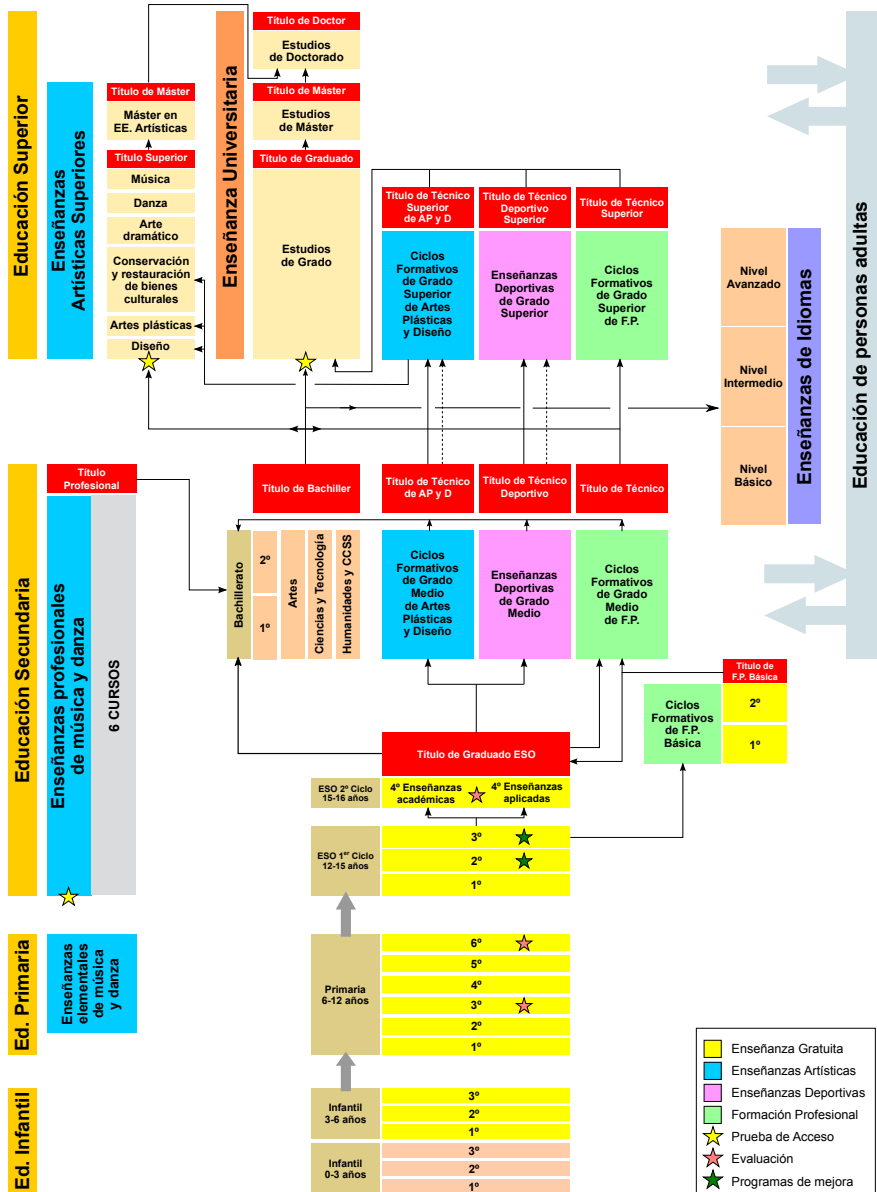 Educación Superior
Enseñanzas
Artísticas Superiores
Título de Máster
Máster en
EE. Artísticas
Título Superior
Música
Danza
Arte
dramático
Conservación
y restauración
de bienes
culturales
Artes plásticas
Diseño
Enseñanza Universitaria
Título de Doctor
Estudios
de Doctorado
Título de Máster
Estudios
de Máster
Título de Graduado
Estudios
de Grado
Título de Técnico
Superior
de AP y D
Ciclos
Formativos
de Grado
Superior
de Artes
Plásticas
y Diseño
Título de Técnico
Deportivo
Superior
Enseñanzas
Deportivas
de Grado
Superior
Título de Técnico
Superior
Ciclos
Formativos
de Grado
Superior
de F.P.
Nivel
Avanzado
Nivel
Intermedio
Nivel
Básico
Enseñanzas de Idiomas
Educación de personas adultas
Educación Secundaria
Título
Profesional
Enseñanzas profesionales
de música y danza
6 CURSOS
Título de Bachiller
Bachillerato
2º
1º
Artes
Ciencias y Tecnología
Humanidades y CCSS
Título de Técnico
de AP y D
Ciclos
Formativos
de Grado
Medio
de Artes
Plásticas
y Diseño
Título de Técnico
Deportivo
Enseñanzas
Deportivas
de Grado
Medio
Título de Técnico
Ciclos
Formativos
de Grado
Medio
de F.P.
Título de
F.P. Básica
Ciclos
Formativos
de F.P.
Básica
2º
1º
Título de Graduado ESO
ESO 2º Ciclo
15-16 años
4º Enseñanzas
académicas
4º Enseñanzas
aplicadas
ESO 1er Ciclo
12-15 años
3º
2º
1º
Ed. Primaria
Enseñanzas
elementales
de música
y danza
Primaria
6-12 años
6º
5º
4º
3º
2º
1º
Ed. Infantil
Infantil
3-6 años
3º
2º
1º
Infantil
0-3 años
3º
2º
1º
Enseñanza Gratuita
Enseñanzas Artísticas
Enseñanzas Deportivas
Formación Profesional
Prueba de Acceso
Evaluación
Programas de mejora